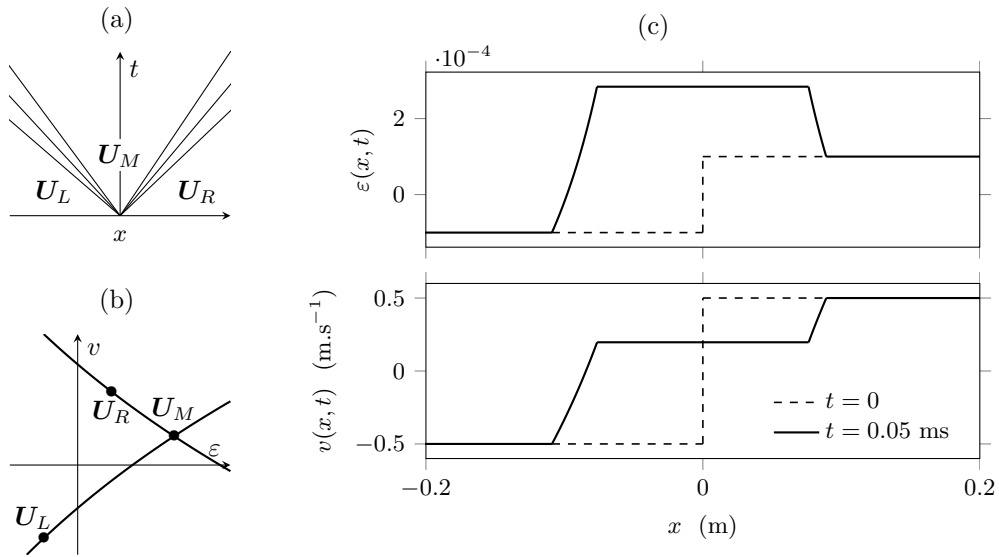 (a)
t
U_M
U_L
U_R
x
(b)
v
U_R
U_M
ε
U_L
(c)
·10⁻⁴
2
0
ε(x, t)
0.5
0
−0.5
v(x, t) (m.s⁻¹)
t = 0
t = 0.05 ms
−0.2
0
0.2
x (m)